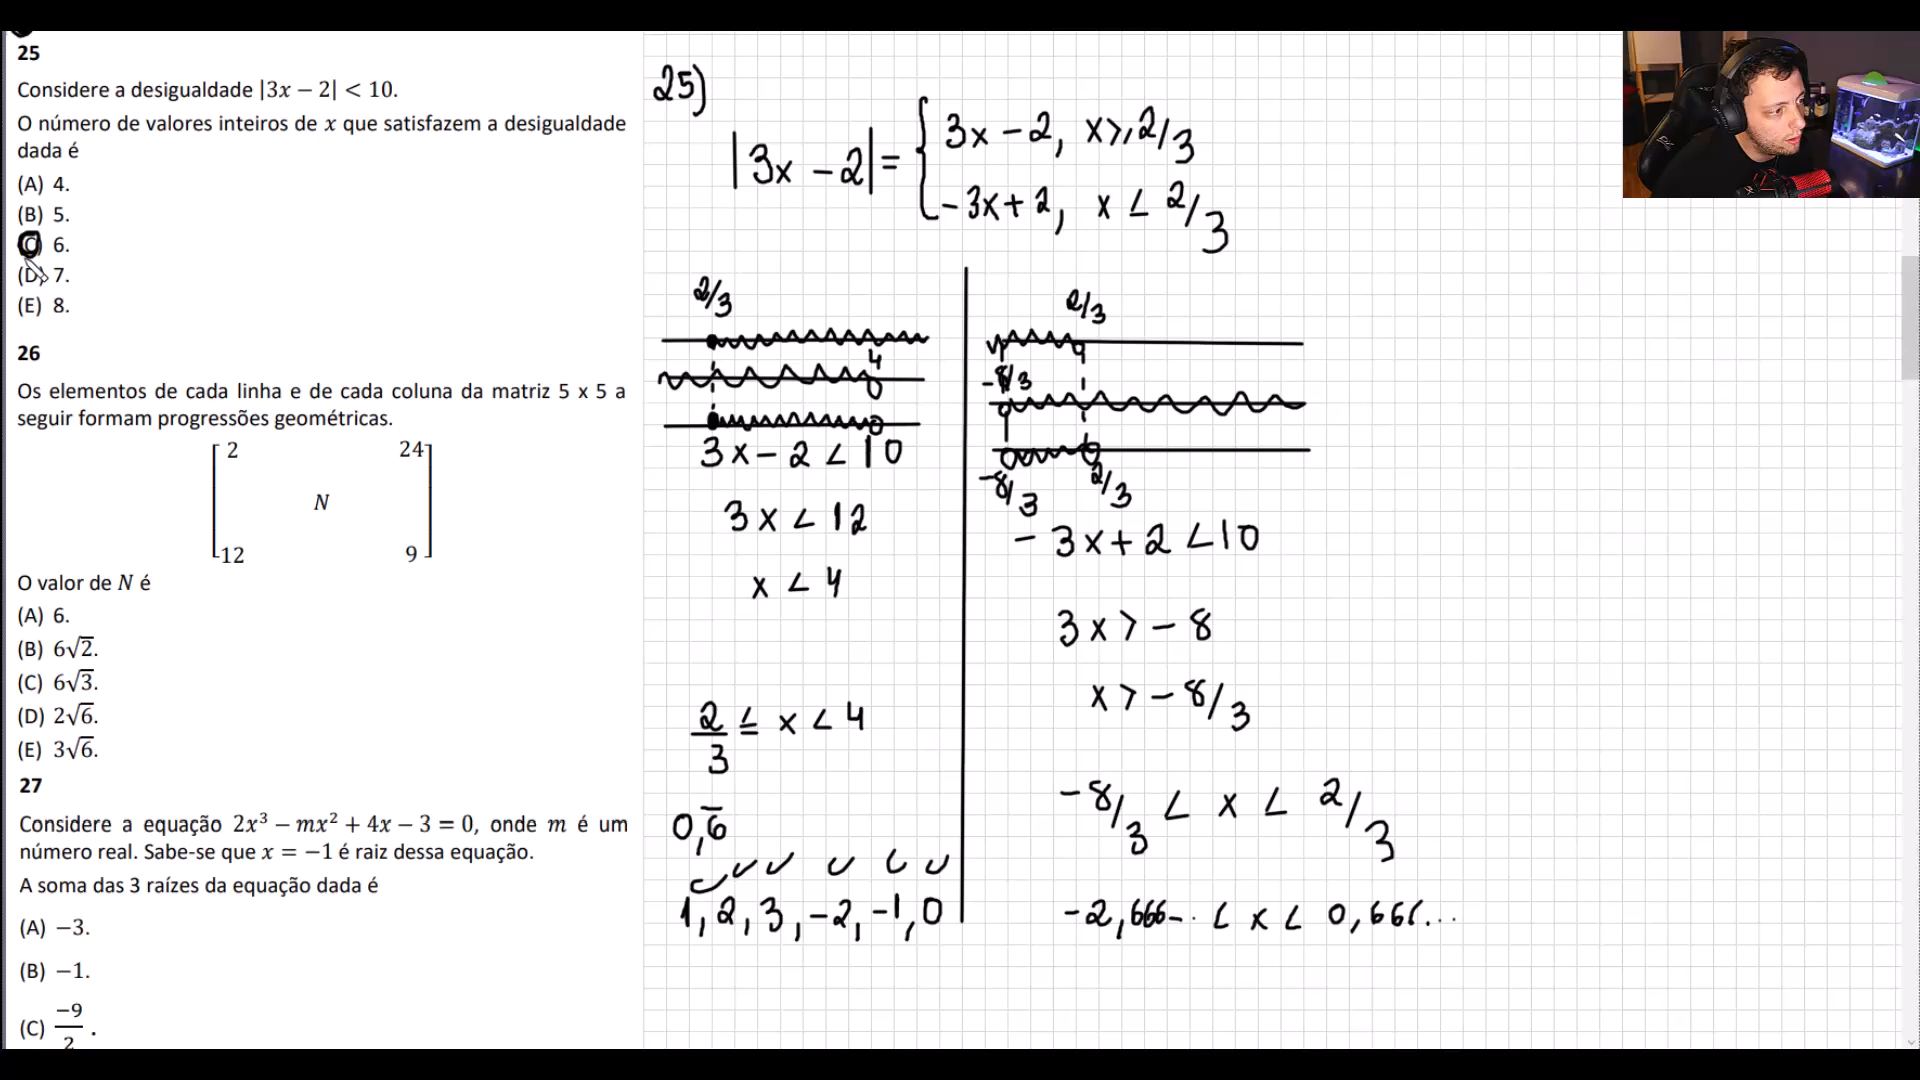 25
Considere a desigualdade |3x − 2| < 10.
O número de valores inteiros de x que satisfazem a desigualdade
dada é
(A) 4.
(B) 5.
(C) 6.
(D) 7.
(E) 8.
26
Os elementos de cada linha e de cada coluna da matriz 5 x 5 a
seguir formam progressões geométricas.
2 24
N
12 9
O valor de N é
(A) 6.
(B) 6√2.
(C) 6√3.
(D) 2√6.
(E) 3√6.
27
Considere a equação 2x³ − mx² + 4x − 3 = 0, onde m é um
número real. Sabe-se que x = −1 é raiz dessa equação.
A soma das 3 raízes da equação dada é
(A) −3.
(B) −1.
(C) −9/2.
25)
|3x − 2| = { 3x − 2, x ≥ 2/3
−3x + 2, x < 2/3
2/3
4
3x − 2 < 10
3x < 12
x < 4
2/3 ≤ x < 4
0,6̅
1, 2, 3, −2, −1, 0
2/3
−8/3
−8/3 2/3
−3x + 2 < 10
3x > −8
x > −8/3
−8/3 < x < 2/3
−2,666... < x < 0,666...